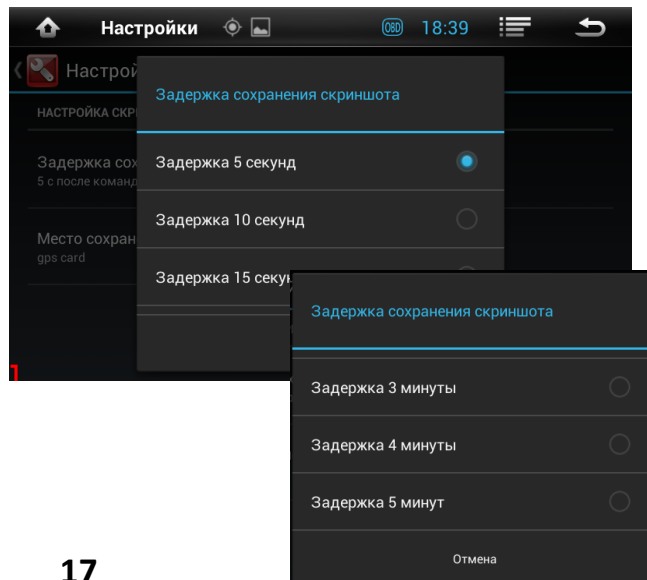 Настройки OBD 18:39
Настрой
НАСТРОЙКА СКР
Задержка сох
5 с после команд
Место сохран
gps card
Задержка сохранения скриншота
Задержка 5 секунд
Задержка 10 секунд
Задержка 15 секун
Задержка сохранения скриншота
Задержка 3 минуты
Задержка 4 минуты
Задержка 5 минут
Отмена
17